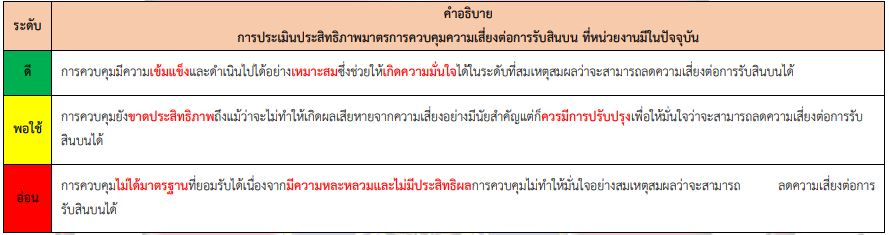 ระดับ
คำอธิบาย
การประเมินประสิทธิภาพมาตรการควบคุมความเสี่ยงต่อการรับสินบน ที่หน่วยงานมีในปัจจุบัน
ดี
การควบคุมมีความเข้มแข็งและดำเนินไปได้อย่างเหมาะสมซึ่งช่วยให้เกิดความมั่นใจได้ในระดับที่สมเหตุสมผลว่าจะสามารถลดความเสี่ยงต่อการรับสินบนได้
พอใช้
การควบคุมยังขาดประสิทธิภาพถึงแม้ว่าจะไม่ทำให้เกิดผลเสียหายจากความเสี่ยงอย่างมีนัยสำคัญแต่ก็ควรมีการปรับปรุงเพื่อให้มั่นใจว่าจะสามารถลดความเสี่ยงต่อการรับ
สินบนได้
อ่อน
การควบคุมไม่ได้มาตรฐานที่ยอมรับได้เนื่องจากมีความหละหลวมและไม่มีประสิทธิผลการควบคุมไม่ทำให้มั่นใจอย่างสมเหตุสมผลว่าจะสามารถ ลดความเสี่ยงต่อการ
รับสินบนได้